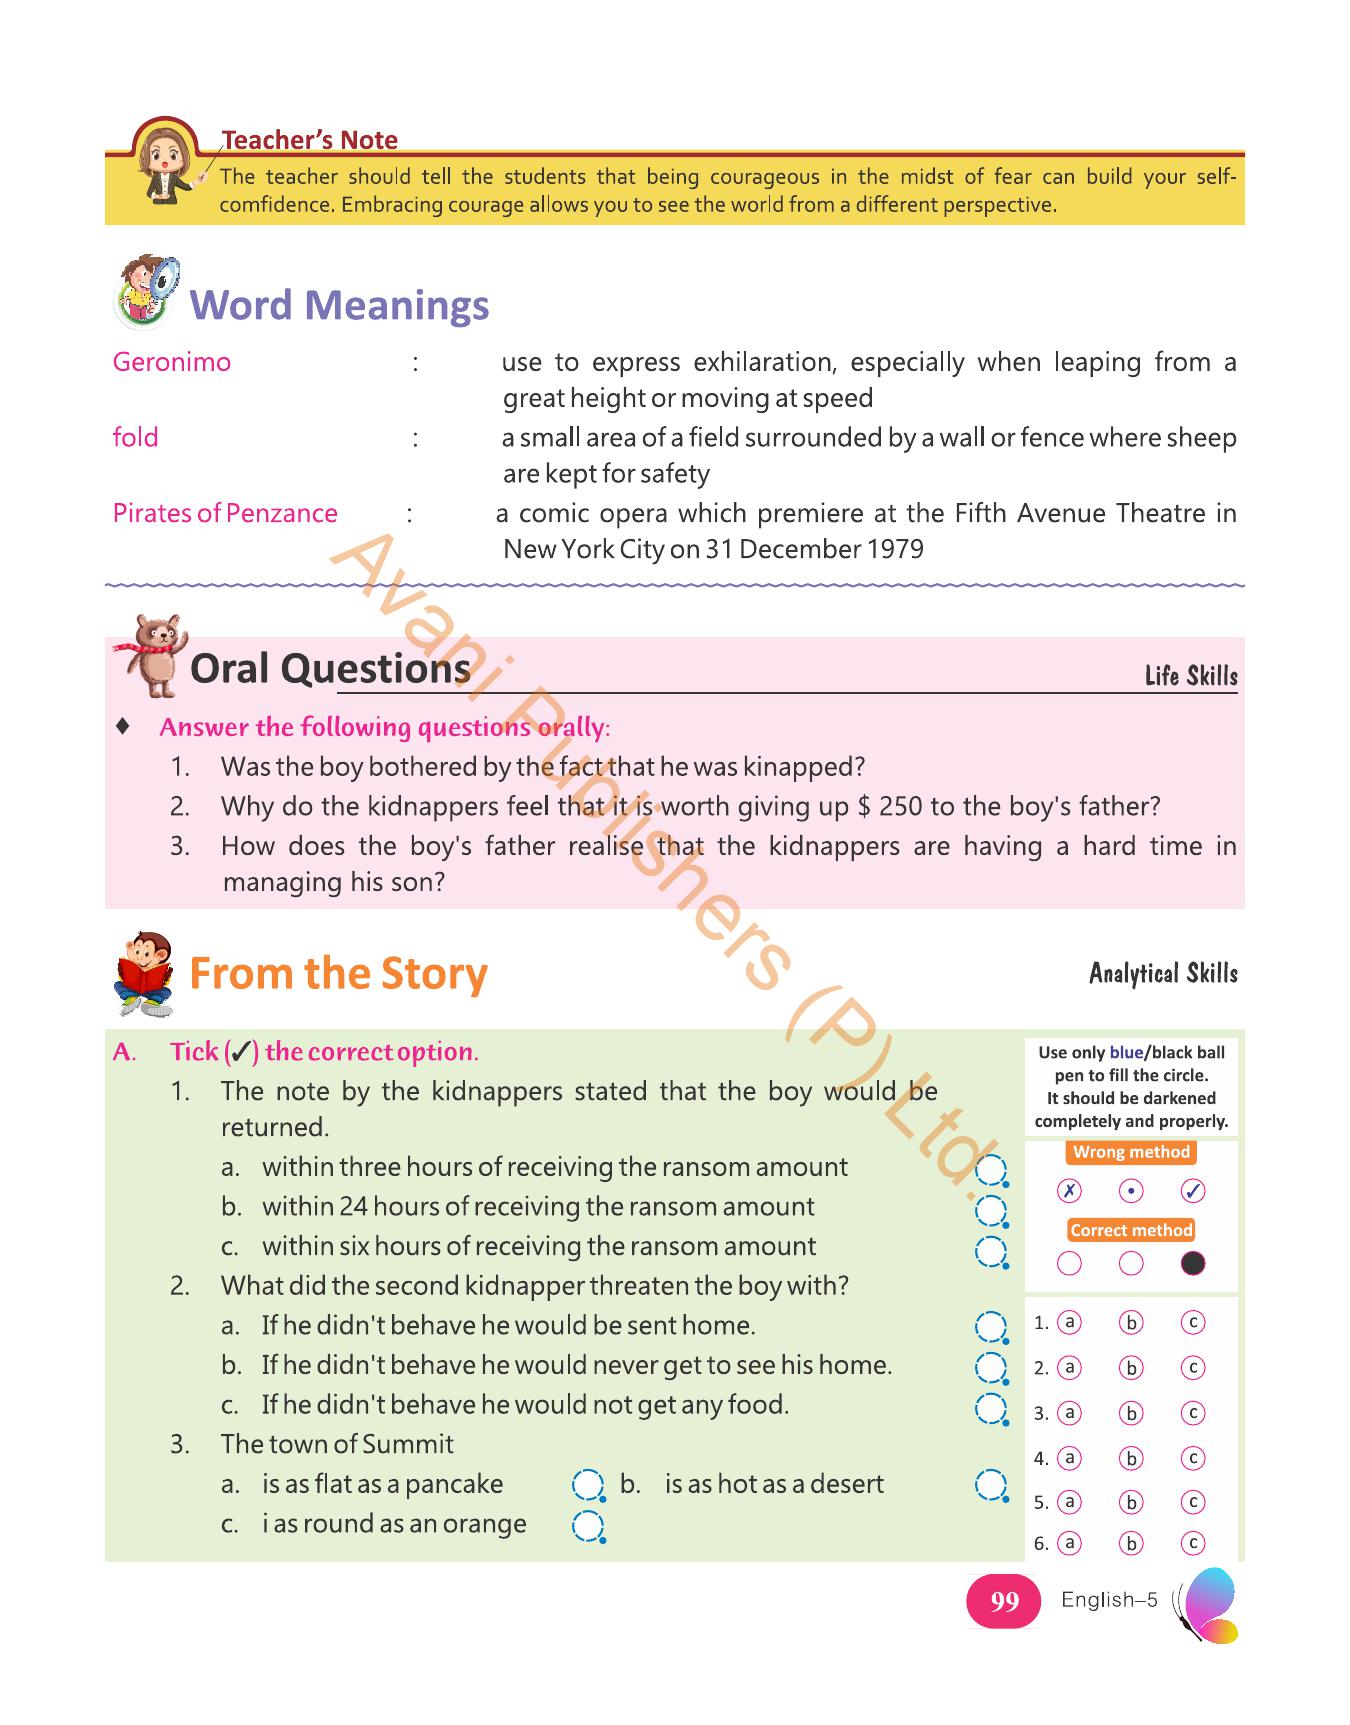 Teacher's Note
The teacher should tell the students that being courageous in the midst of fear can build your self-
comfidence. Embracing courage allows you to see the world from a different perspective.
Word Meanings
Geronimo : use to express exhilaration, especially when leaping from a
great height or moving at speed
fold : a small area of a field surrounded by a wall or fence where sheep
are kept for safety
Pirates of Penzance : a comic opera which premiere at the Fifth Avenue Theatre in
New York City on 31 December 1979
Oral Questions Life Skills
♦ Answer the following questions orally:
1. Was the boy bothered by the fact that he was kinapped?
2. Why do the kidnappers feel that it is worth giving up $ 250 to the boy's father?
3. How does the boy's father realise that the kidnappers are having a hard time in
managing his son?
From the Story Analytical Skills
A. Tick (✓) the correct option.
1. The note by the kidnappers stated that the boy would be
returned.
a. within three hours of receiving the ransom amount
b. within 24 hours of receiving the ransom amount
c. within six hours of receiving the ransom amount
2. What did the second kidnapper threaten the boy with?
a. If he didn't behave he would be sent home.
b. If he didn't behave he would never get to see his home.
c. If he didn't behave he would not get any food.
3. The town of Summit
a. is as flat as a pancake b. is as hot as a desert
c. i as round as an orange
Use only blue/black ball
pen to fill the circle.
It should be darkened
completely and properly.
Wrong method
✗ • ✓
Correct method
1. a b c
2. a b c
3. a b c
4. a b c
5. a b c
6. a b c
99 English–5
Avani Publishers (P) Ltd.